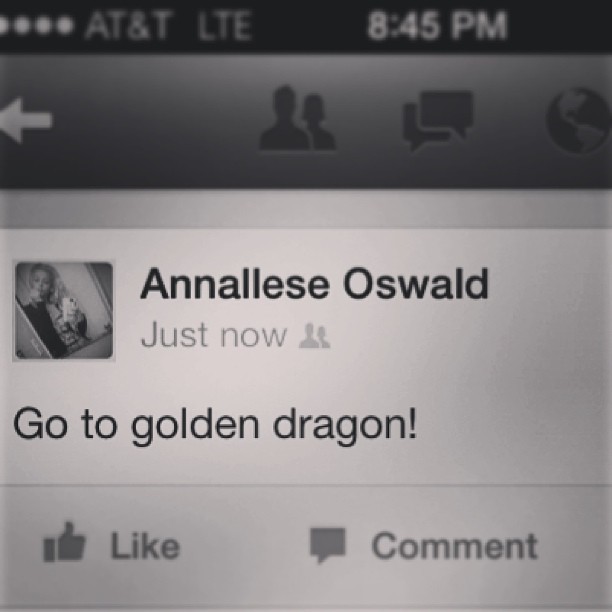 AT&T LTE 8:45 PM
Annallese Oswald
Just now
Go to golden dragon!
Like Comment